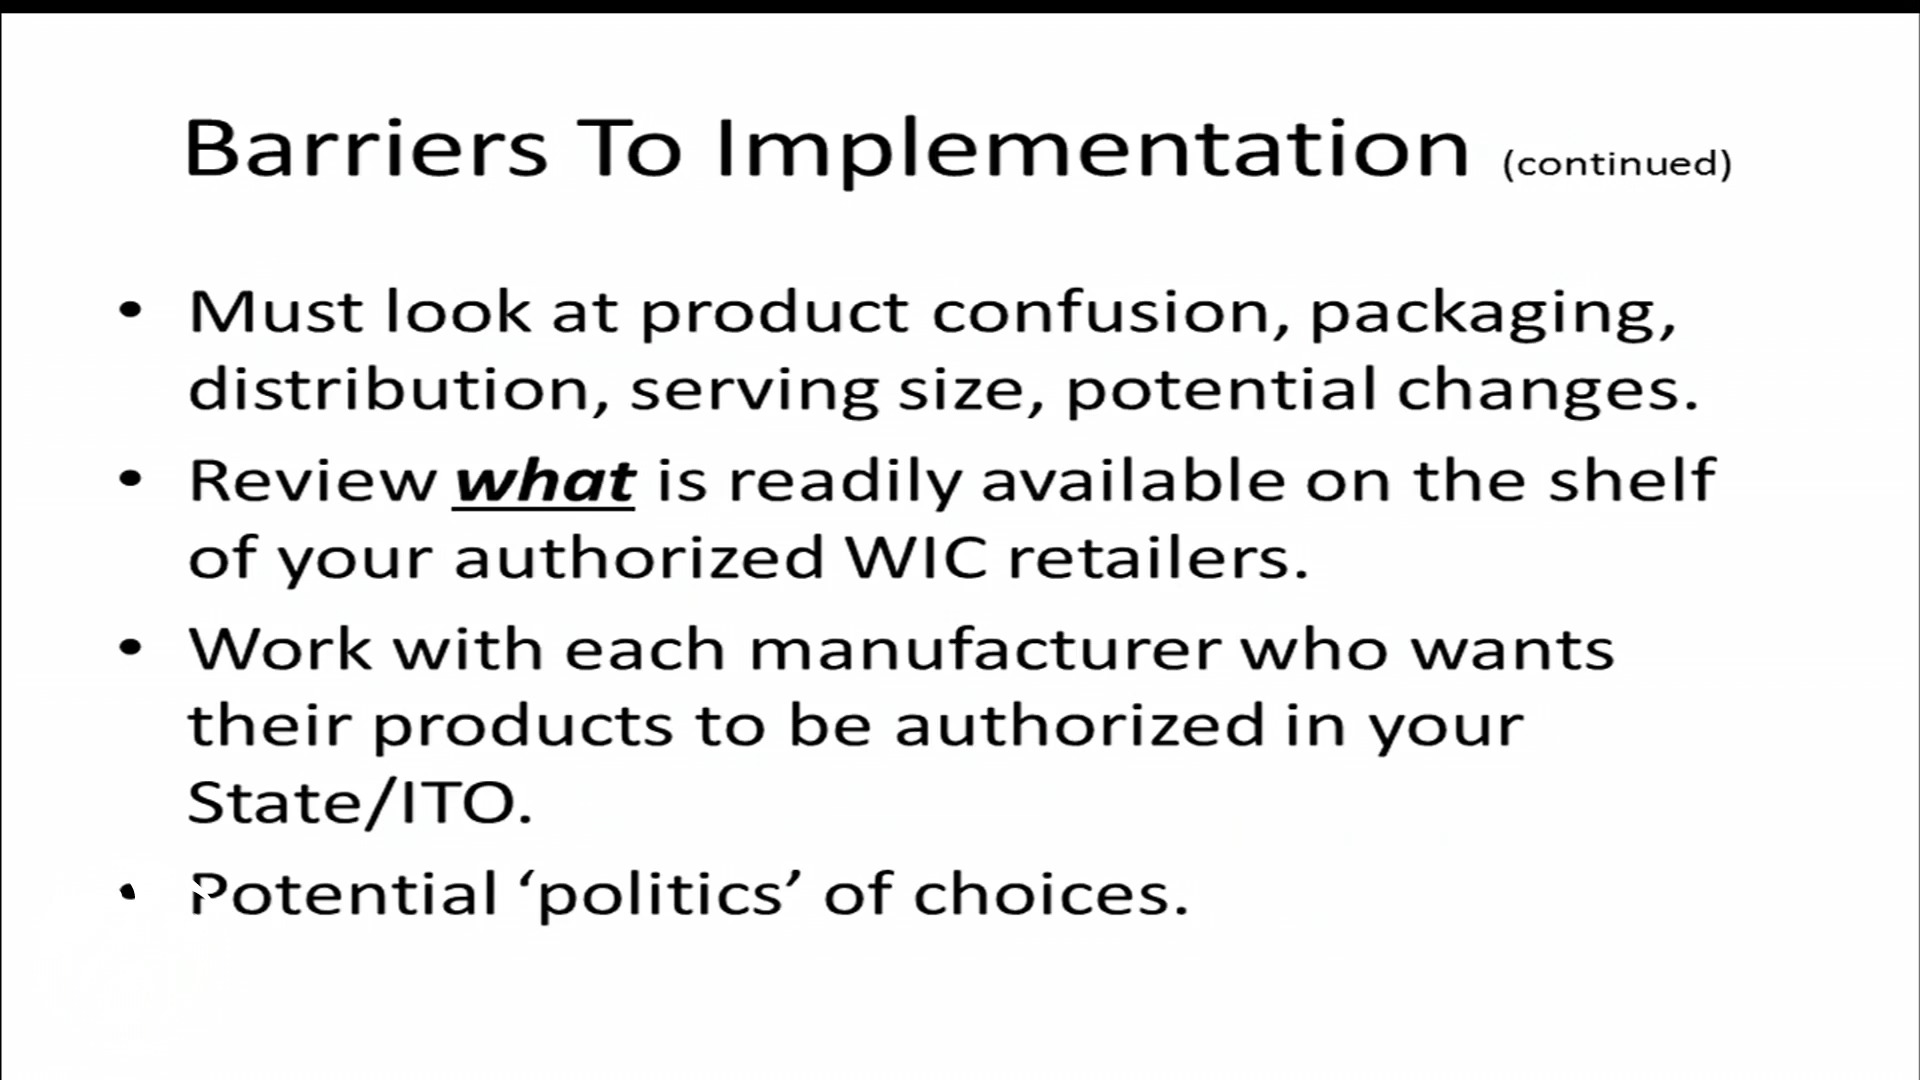 Barriers To Implementation (continued)
• Must look at product confusion, packaging,
distribution, serving size, potential changes.
• Review what is readily available on the shelf
of your authorized WIC retailers.
• Work with each manufacturer who wants
their products to be authorized in your
State/ITO.
• Potential ‘politics’ of choices.